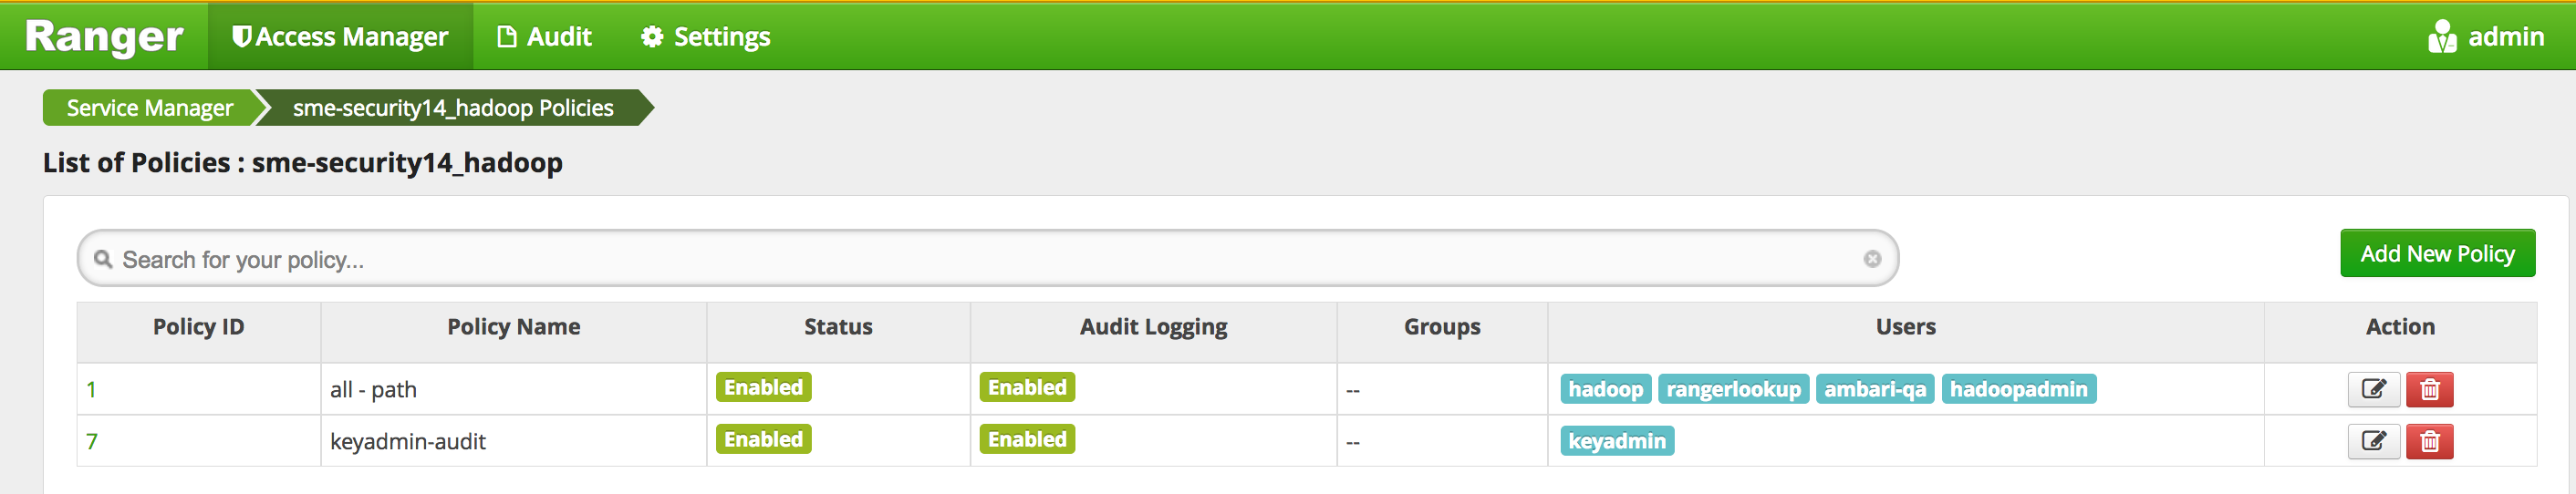 Ranger Access Manager Audit Settings admin
Service Manager sme-security14_hadoop Policies
List of Policies : sme-security14_hadoop
Search for your policy... Add New Policy
Policy ID Policy Name Status Audit Logging Groups Users Action
1 all - path Enabled Enabled -- hadoop rangerlookup ambari-qa hadoopadmin
7 keyadmin-audit Enabled Enabled -- keyadmin